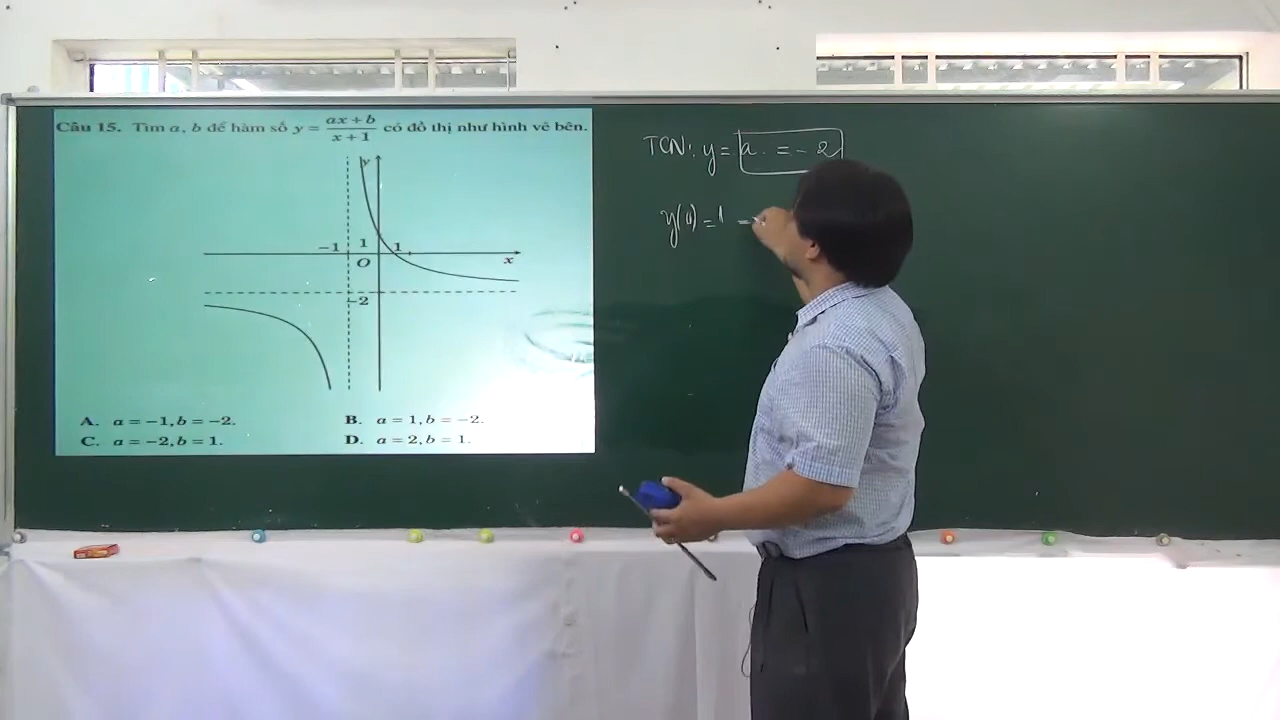 Câu 15. Tìm a, b để hàm số y = \frac{ax+b}{x+1} có đồ thị như hình vẽ bên.
y
-1 1 1
O x
-2
A. a = -1, b = -2. B. a = 1, b = -2.
C. a = -2, b = 1. D. a = 2, b = 1.
TCN: y = a = -2
y(0) = 1